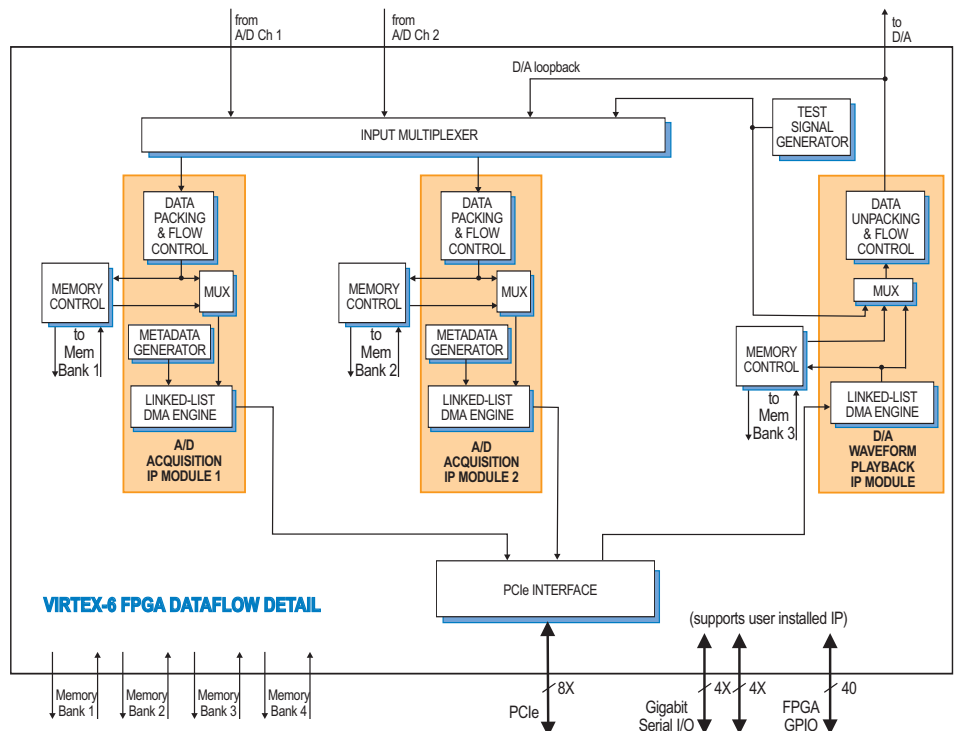 from
A/D Ch 1
from
A/D Ch 2
to
D/A
D/A loopback
INPUT MULTIPLEXER
TEST
SIGNAL
GENERATOR
DATA
PACKING
& FLOW
CONTROL
MEMORY
CONTROL
MUX
to
Mem
Bank 1
METADATA
GENERATOR
LINKED-LIST
DMA ENGINE
A/D
ACQUISITION
IP MODULE 1
DATA
PACKING
& FLOW
CONTROL
MEMORY
CONTROL
MUX
to
Mem
Bank 2
METADATA
GENERATOR
LINKED-LIST
DMA ENGINE
A/D
ACQUISITION
IP MODULE 2
DATA
UNPACKING
& FLOW
CONTROL
MUX
MEMORY
CONTROL
to
Mem
Bank 3
LINKED-LIST
DMA ENGINE
D/A
WAVEFORM
PLAYBACK
IP MODULE
PCIe INTERFACE
VIRTEX-6 FPGA DATAFLOW DETAIL
(supports user installed IP)
Memory
Bank 1
Memory
Bank 2
Memory
Bank 3
Memory
Bank 4
8X
PCIe
4X
4X
Gigabit
Serial I/O
40
FPGA
GPIO